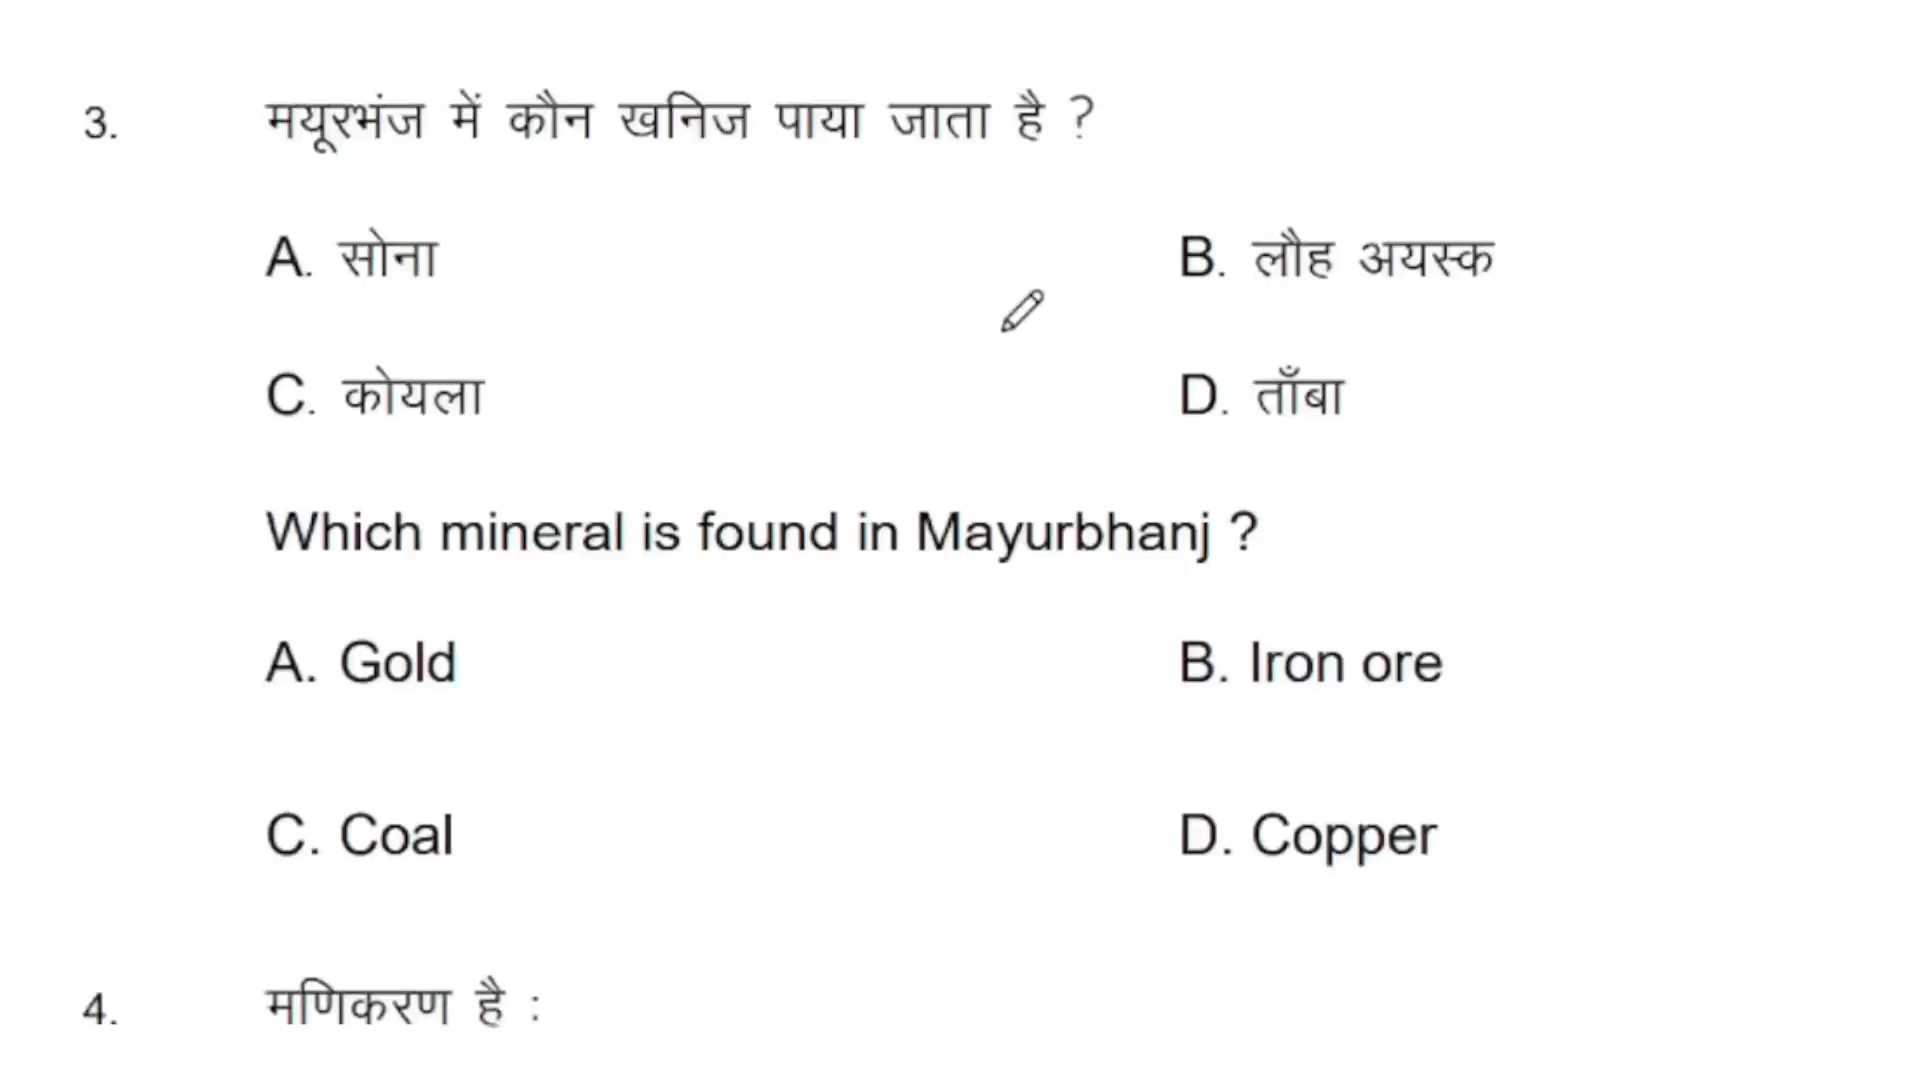 3. मयूरभंज में कौन खनिज पाया जाता है ?
A. सोना B. लौह अयस्क
C. कोयला D. ताँबा
Which mineral is found in Mayurbhanj ?
A. Gold B. Iron ore
C. Coal D. Copper
4. मणिकरण है :